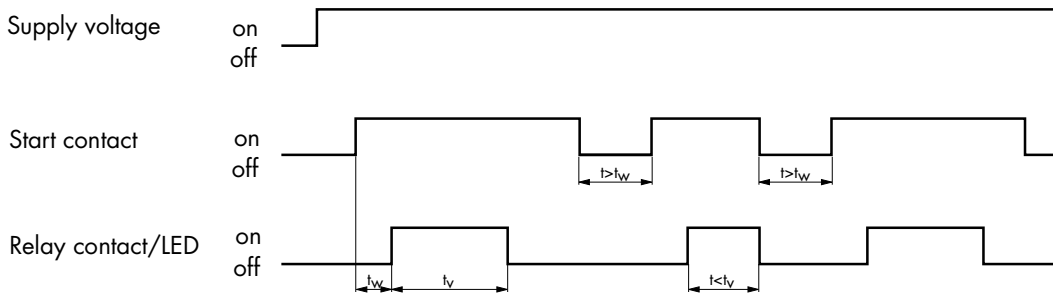 Supply voltage on
off
Start contact on
off
t>tw t>tw
Relay contact/LED on
off
tw tv t<tv